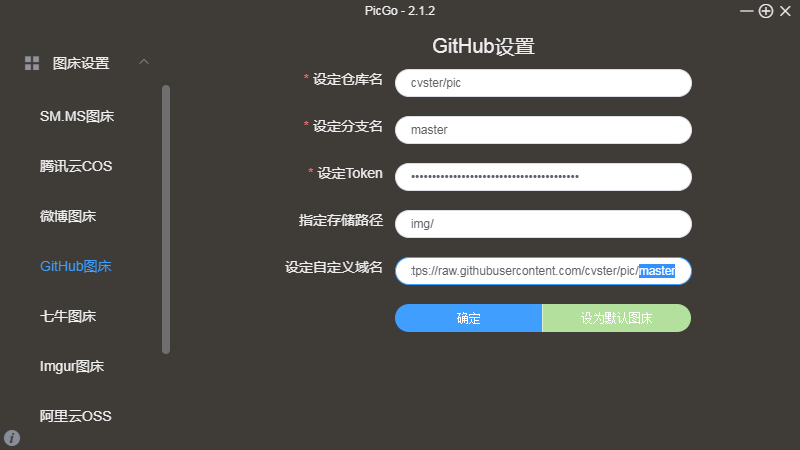 PicGo - 2.1.2
图床设置
SM.MS图床
腾讯云COS
微博图床
GitHub图床
七牛图床
Imgur图床
阿里云OSS
GitHub设置
* 设定仓库名 cvster/pic
* 设定分支名 master
* 设定Token ••••••••••••••••••••••••••••••••••••••••
指定存储路径 img/
设定自定义域名 tps://raw.githubusercontent.com/cvster/pic/master
确定 设为默认图床